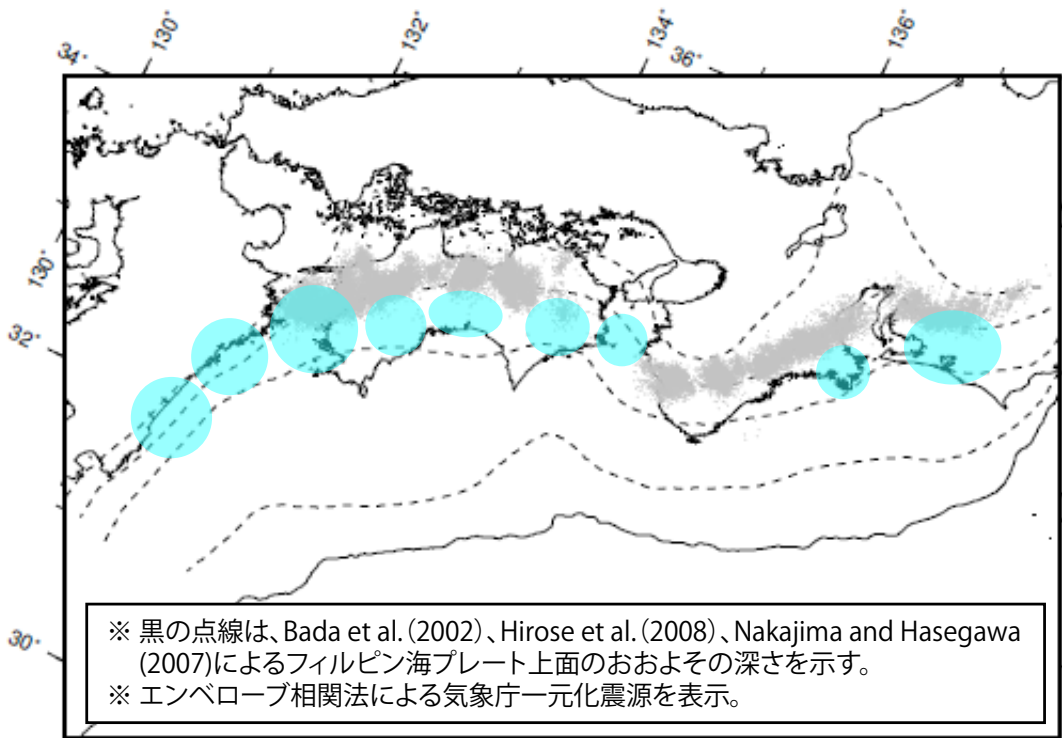 34° 130° 132° 134° 36° 136°
130°
32°
30°
※ 黒の点線は、Bada et al.（2002）、Hirose et al.（2008）、Nakajima and Hasegawa
(2007)によるフィルピン海プレート上面のおおよその深さを示す。
※ エンベローブ相関法による気象庁一元化震源を表示。